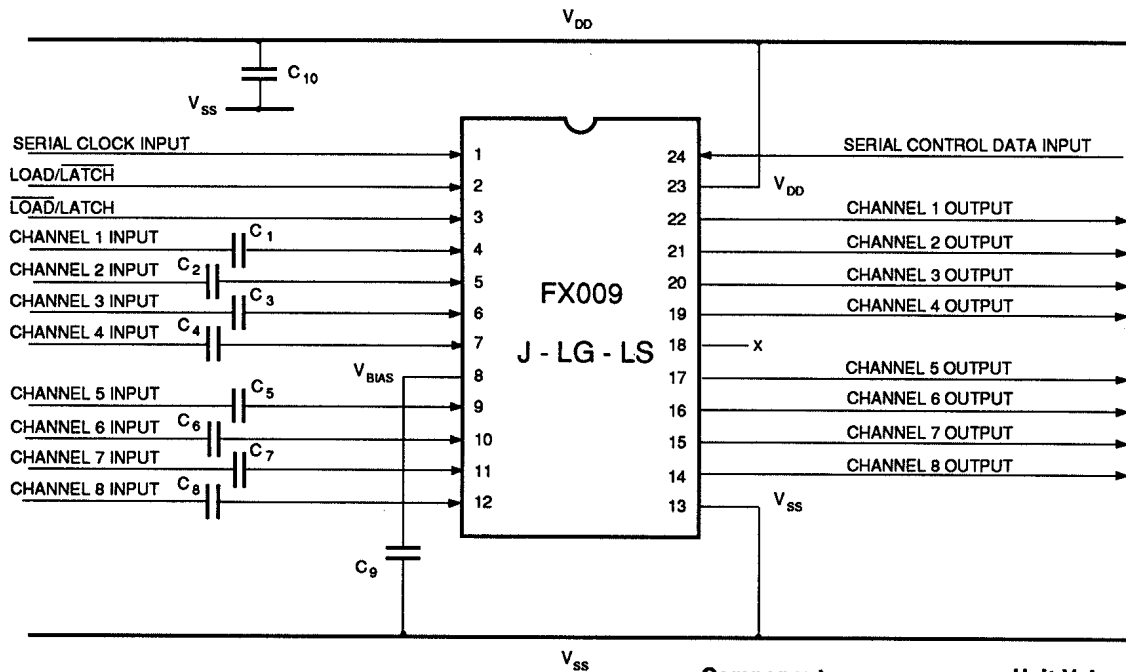 V_DD
C_10
V_SS
SERIAL CLOCK INPUT
LOAD/L̅A̅T̅C̅H̅
L̅O̅A̅D̅/LATCH
CHANNEL 1 INPUT
C_1
CHANNEL 2 INPUT
C_2
CHANNEL 3 INPUT
C_3
CHANNEL 4 INPUT
C_4
V_BIAS
CHANNEL 5 INPUT
C_5
CHANNEL 6 INPUT
C_6
CHANNEL 7 INPUT
C_7
CHANNEL 8 INPUT
C_8
C_9
1
2
3
4
5
6
7
8
9
10
11
12
FX009
J - LG - LS
24
23
22
21
20
19
18
17
16
15
14
13
SERIAL CONTROL DATA INPUT
V_DD
CHANNEL 1 OUTPUT
CHANNEL 2 OUTPUT
CHANNEL 3 OUTPUT
CHANNEL 4 OUTPUT
X
CHANNEL 5 OUTPUT
CHANNEL 6 OUTPUT
CHANNEL 7 OUTPUT
CHANNEL 8 OUTPUT
V_SS
V_SS